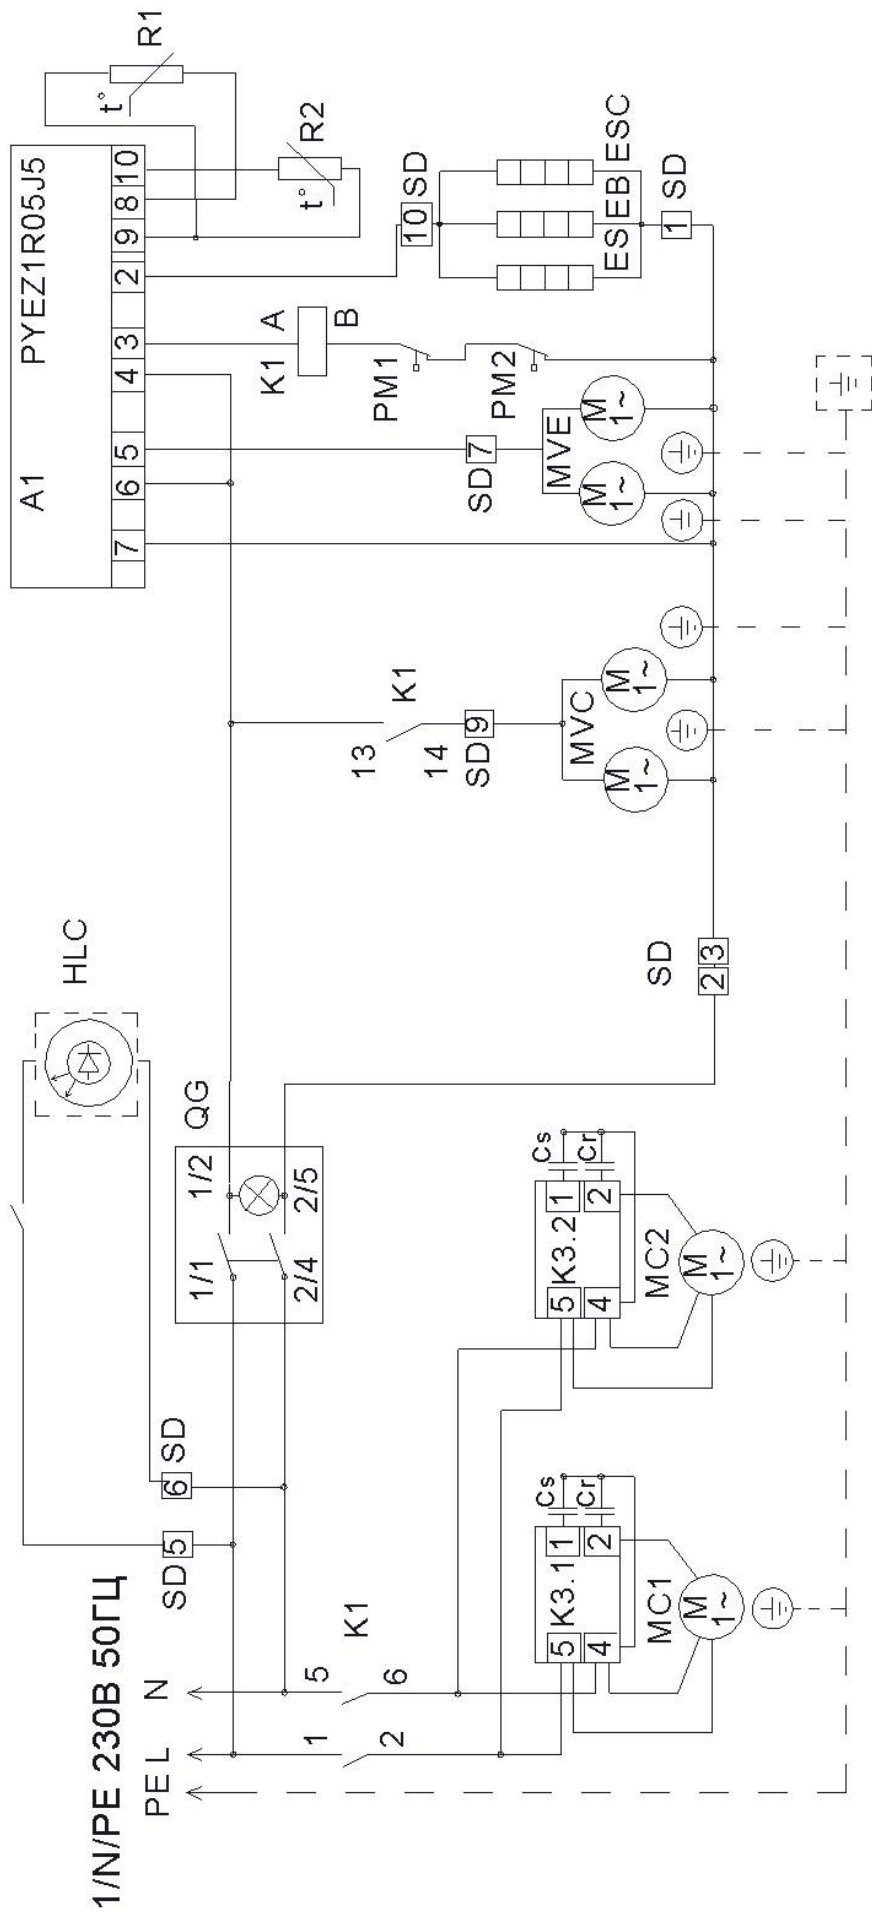 1/N/PE 230В 50ГЦ
PE
L
N
SD 5
6 SD
HLC
QG
1/1
1/2
2/4
2/5
K1
1
2
5
6
K3.1
5
4
1
2
Cs
Cr
MC1
M
1~
K3.2
5
4
1
2
Cs
Cr
MC2
M
1~
SD
2 3
K1
13
14
SD 9
MVC
M
1~
M
1~
A1
PYEZ1R05J5
7
6
5
4
3
2
9
8
10
SD 7
MVE
M
1~
M
1~
K1
A
B
PM1
PM2
10 SD
ES
EB
ESC
1
SD
t°
R1
t°
R2